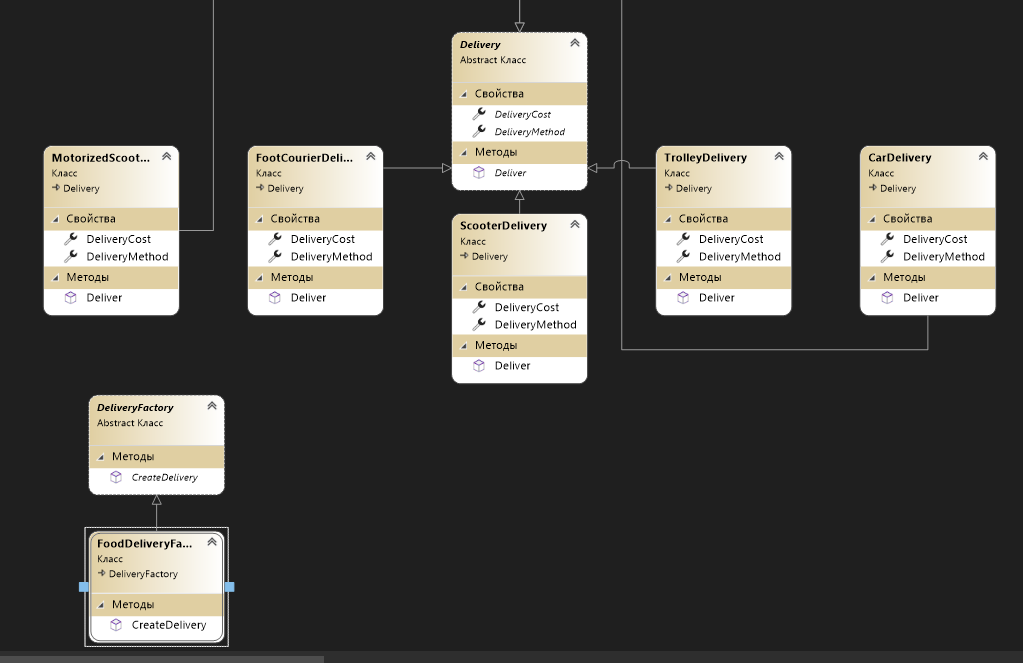 Delivery
Abstract Класс
Свойства
DeliveryCost
DeliveryMethod
Методы
Deliver
MotorizedScoot...
Класс
Delivery
Свойства
DeliveryCost
DeliveryMethod
Методы
Deliver
FootCourierDeli...
Класс
Delivery
Свойства
DeliveryCost
DeliveryMethod
Методы
Deliver
ScooterDelivery
Класс
Delivery
Свойства
DeliveryCost
DeliveryMethod
Методы
Deliver
TrolleyDelivery
Класс
Delivery
Свойства
DeliveryCost
DeliveryMethod
Методы
Deliver
CarDelivery
Класс
Delivery
Свойства
DeliveryCost
DeliveryMethod
Методы
Deliver
DeliveryFactory
Abstract Класс
Методы
CreateDelivery
FoodDeliveryFa...
Класс
DeliveryFactory
Методы
CreateDelivery